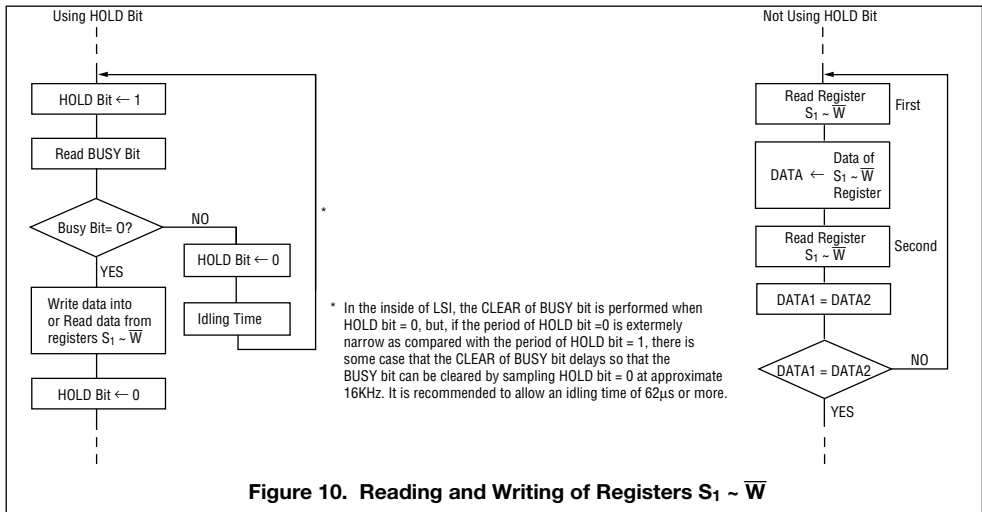 Using HOLD Bit
HOLD Bit ← 1
Read BUSY Bit
Busy Bit= O?
NO
YES
HOLD Bit ← 0
Idling Time
*
Write data into
or Read data from
registers S1 ~ W̅
HOLD Bit ← 0
* In the inside of LSI, the CLEAR of BUSY bit is performed when
HOLD bit = 0, but, if the period of HOLD bit =0 is extermely
narrow as compared with the period of HOLD bit = 1, there is
some case that the CLEAR of BUSY bit delays so that the
BUSY bit can be cleared by sampling HOLD bit = 0 at approximate
16KHz. It is recommended to allow an idling time of 62µs or more.
Not Using HOLD Bit
Read Register
S1 ~ W̅
First
DATA ← Data of
S1 ~ W̅
Register
Read Register
S1 ~ W̅
Second
DATA1 = DATA2
DATA1 = DATA2
NO
YES
Figure 10. Reading and Writing of Registers S1 ~ W̅